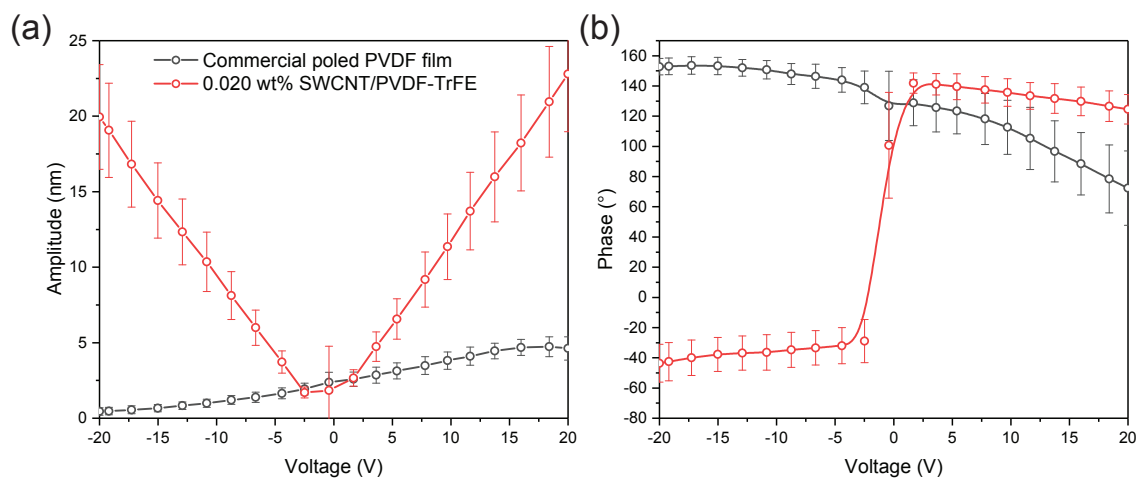 (a)
25
20
15
10
5
0
Amplitude (nm)
Commercial poled PVDF film
0.020 wt% SWCNT/PVDF-TrFE
-20 -15 -10 -5 0 5 10 15 20
Voltage (V)
(b)
160
140
120
100
80
60
40
20
0
-20
-40
-60
-80
Phase (°)
-20 -15 -10 -5 0 5 10 15 20
Voltage (V)